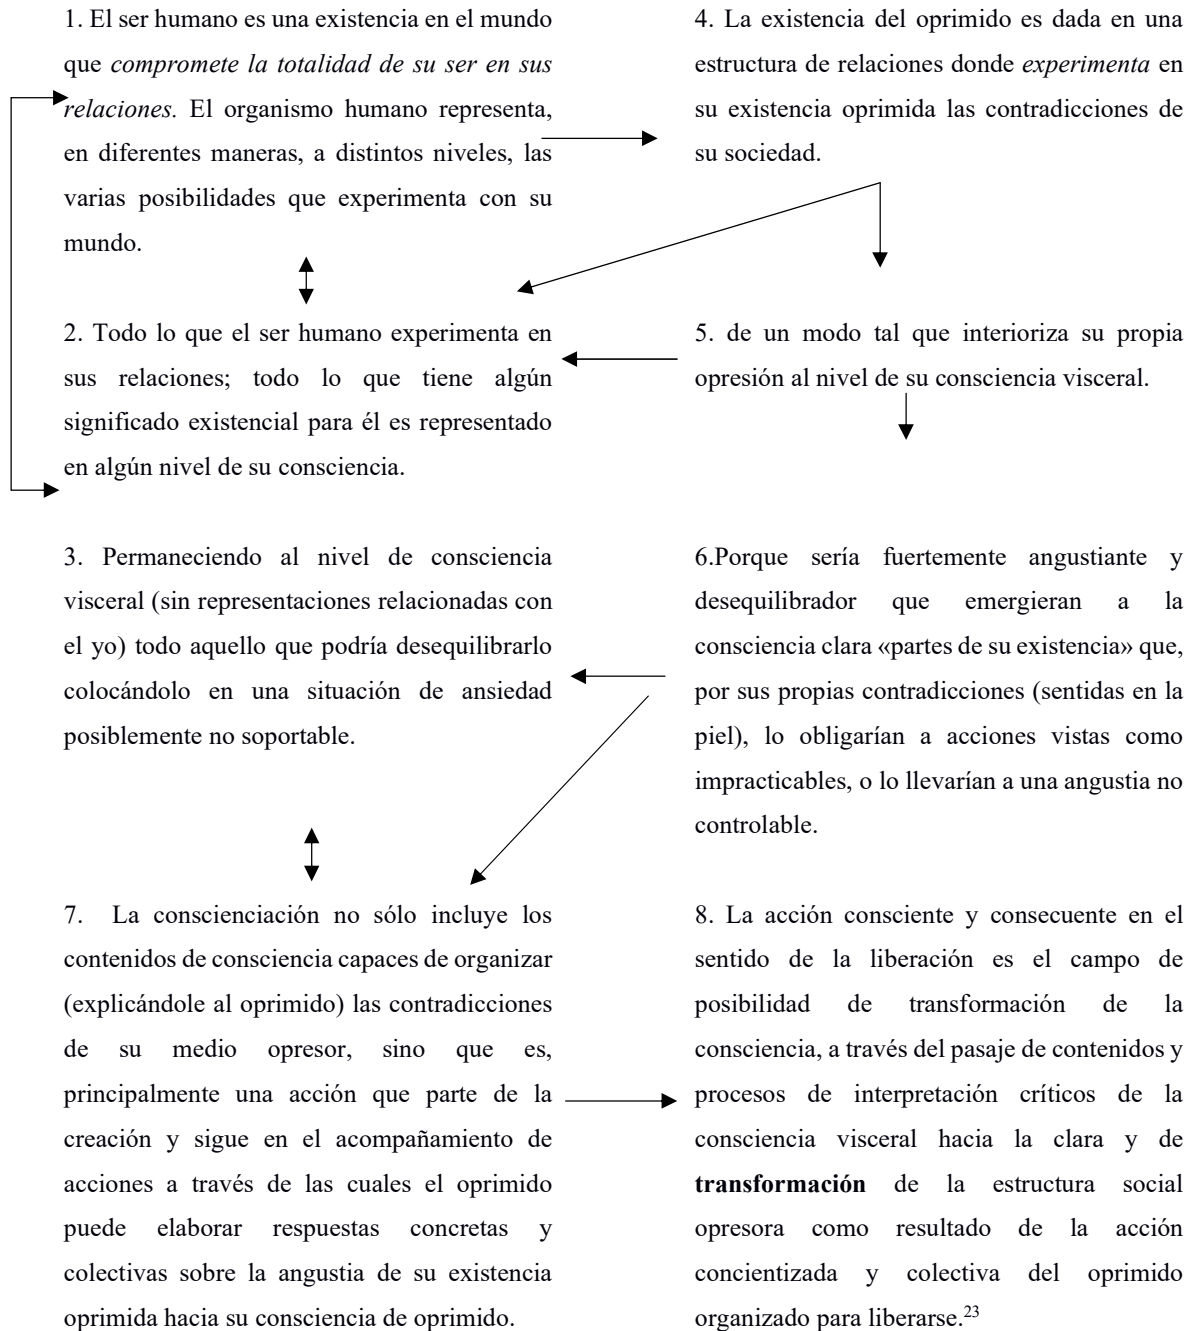 1. El ser humano es una existencia en el mundo
que compromete la totalidad de su ser en sus
relaciones. El organismo humano representa,
en diferentes maneras, a distintos niveles, las
varias posibilidades que experimenta con su
mundo.
4. La existencia del oprimido es dada en una
estructura de relaciones donde experimenta en
su existencia oprimida las contradicciones de
su sociedad.
2. Todo lo que el ser humano experimenta en
sus relaciones; todo lo que tiene algún
significado existencial para él es representado
en algún nivel de su consciencia.
5. de un modo tal que interioriza su propia
opresión al nivel de su consciencia visceral.
3. Permaneciendo al nivel de consciencia
visceral (sin representaciones relacionadas con
el yo) todo aquello que podría desequilibrarlo
colocándolo en una situación de ansiedad
posiblemente no soportable.
6.Porque sería fuertemente angustiante y
desequilibrador que emergieran a la
consciencia clara «partes de su existencia» que,
por sus propias contradicciones (sentidas en la
piel), lo obligarían a acciones vistas como
impracticables, o lo llevarían a una angustia no
controlable.
7. La conscienciación no sólo incluye los
contenidos de consciencia capaces de organizar
(explicándole al oprimido) las contradicciones
de su medio opresor, sino que es,
principalmente una acción que parte de la
creación y sigue en el acompañamiento de
acciones a través de las cuales el oprimido
puede elaborar respuestas concretas y
colectivas sobre la angustia de su existencia
oprimida hacia su consciencia de oprimido.
8. La acción consciente y consecuente en el
sentido de la liberación es el campo de
posibilidad de transformación de la
consciencia, a través del pasaje de contenidos y
procesos de interpretación críticos de la
consciencia visceral hacia la clara y de
transformación de la estructura social
opresora como resultado de la acción
concientizada y colectiva del oprimido
organizado para liberarse.23